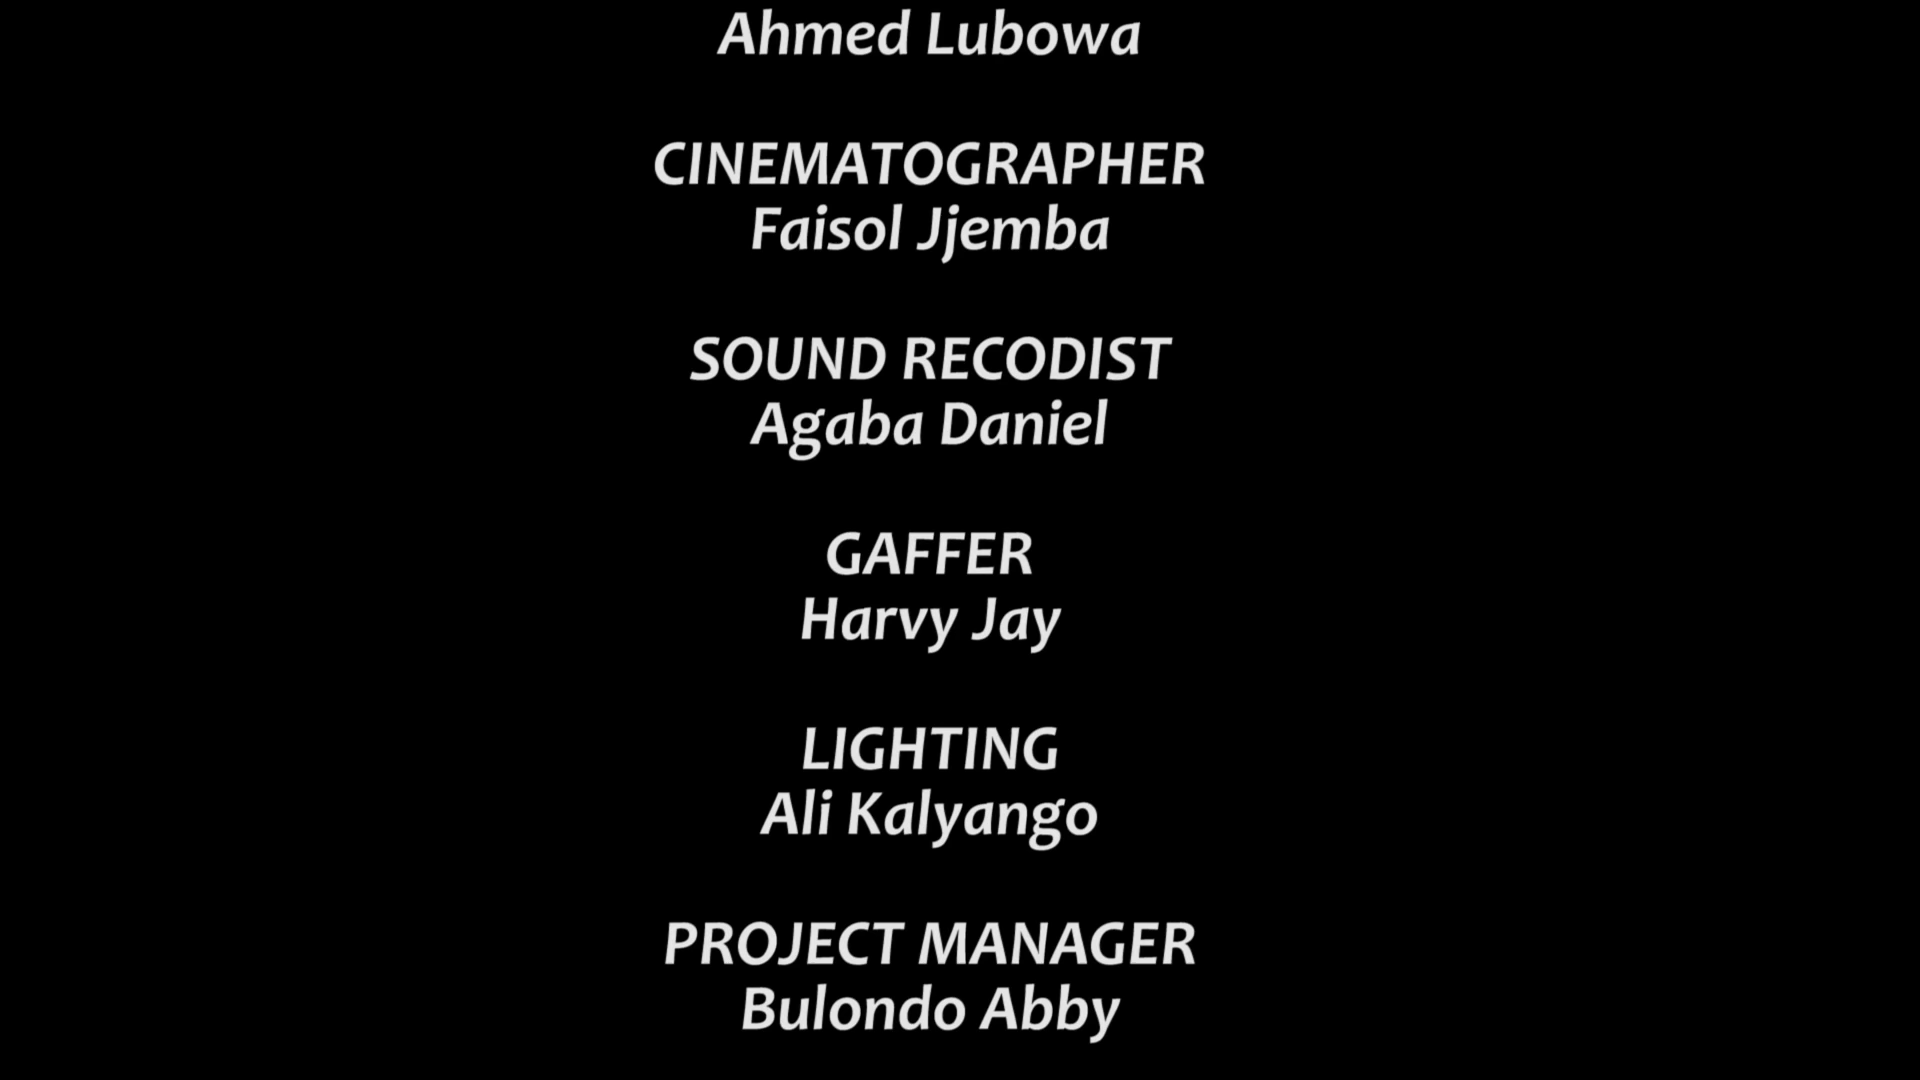 Ahmed Lubowa
CINEMATOGRAPHER
Faisol Jjemba
SOUND RECODIST
Agaba Daniel
GAFFER
Harvy Jay
LIGHTING
Ali Kalyango
PROJECT MANAGER
Bulondo Abby